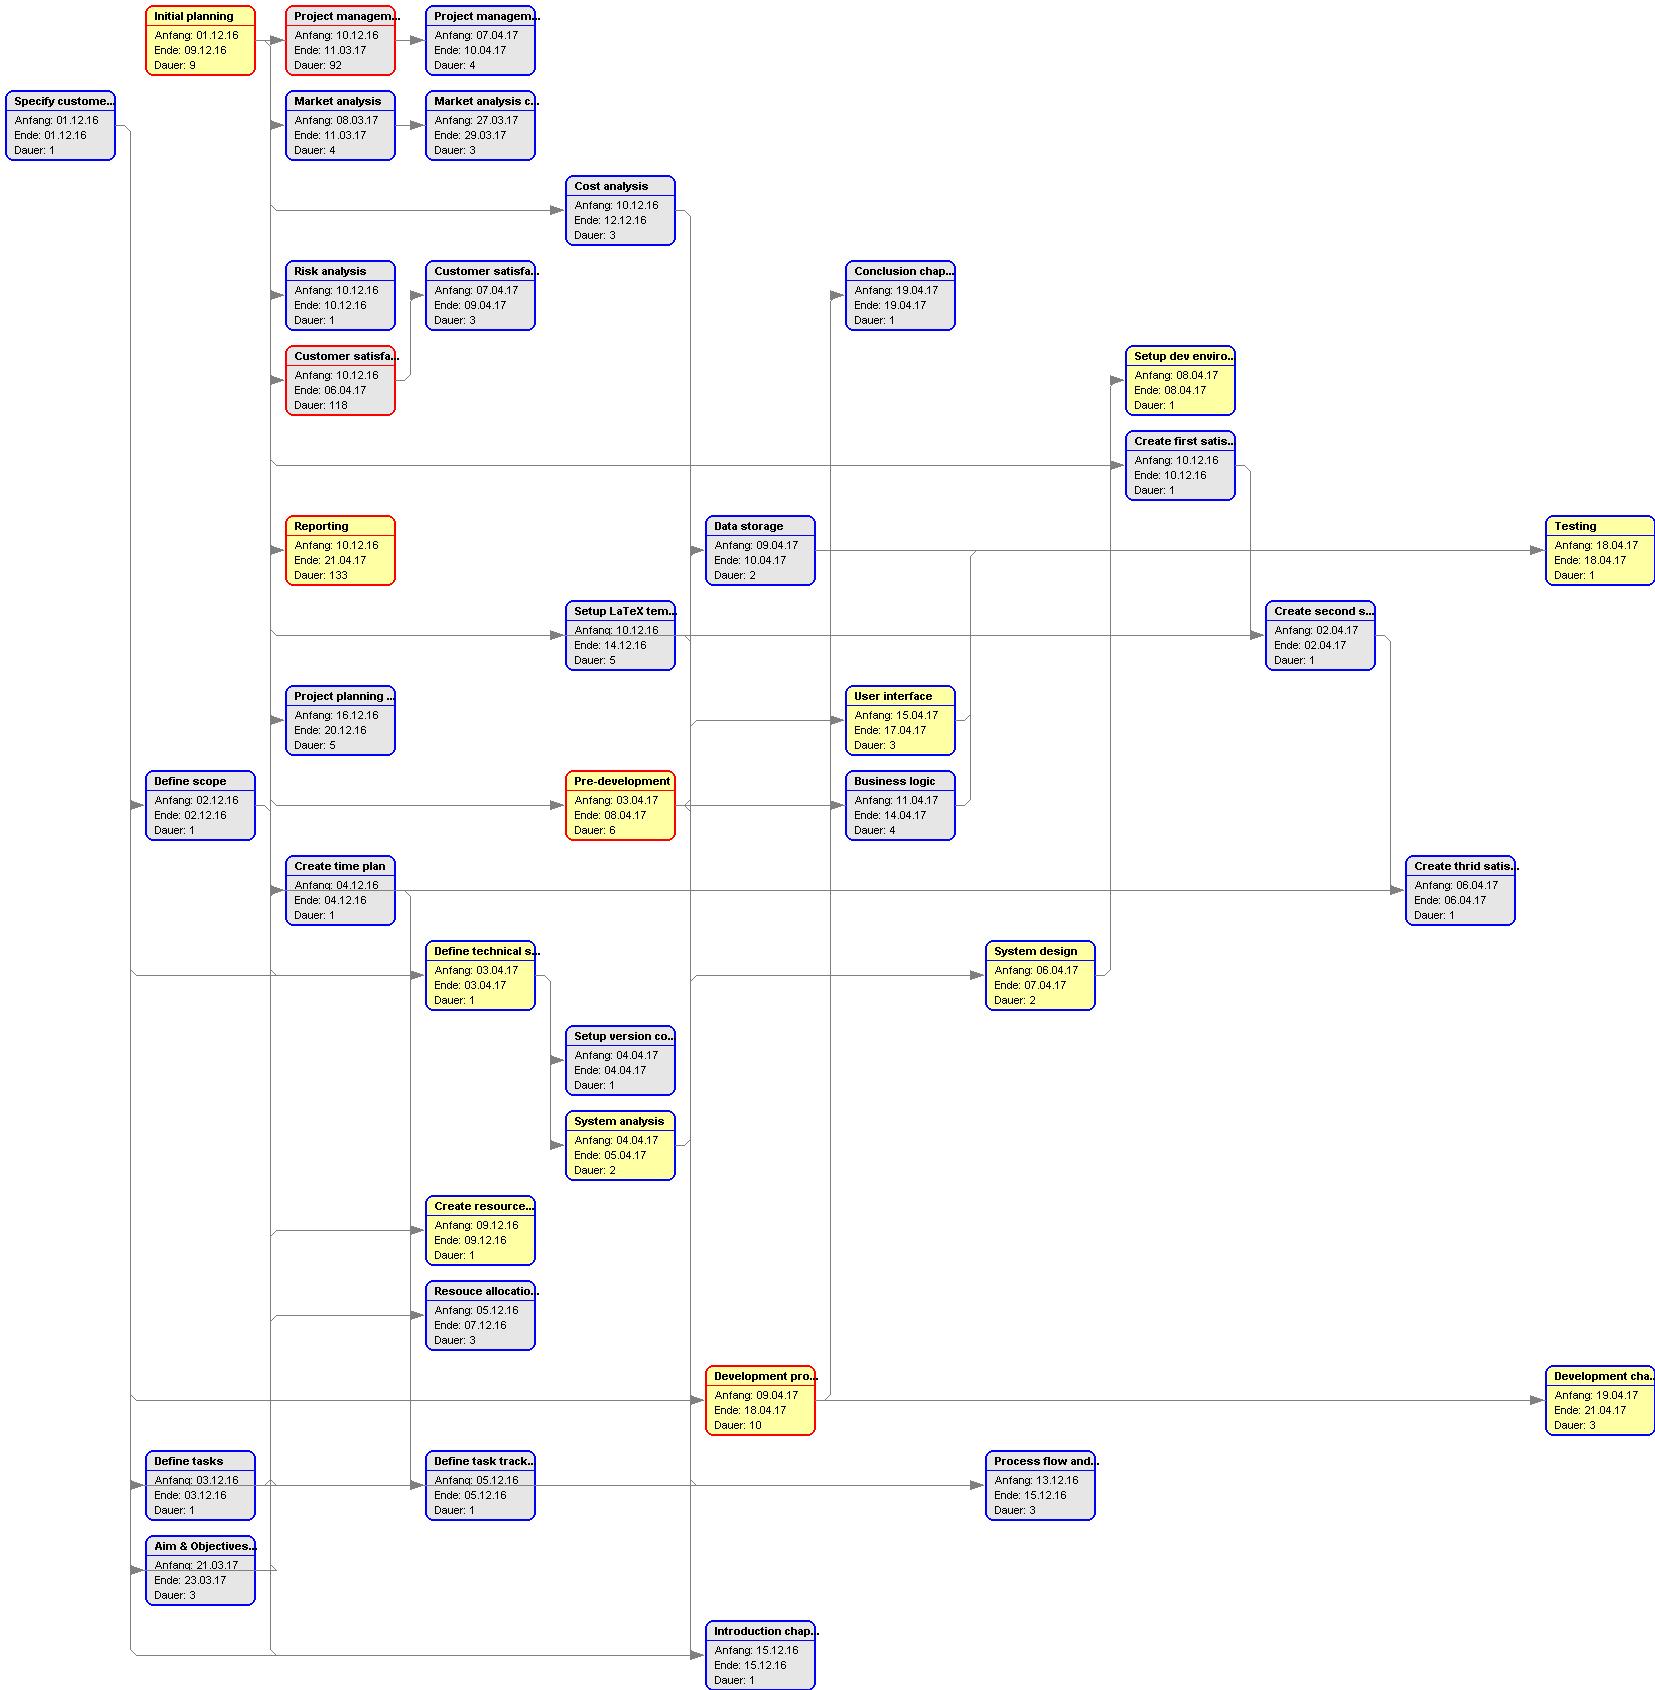 Initial planning
Anfang: 01.12.16
Ende: 09.12.16
Dauer: 9
Project managem...
Anfang: 10.12.16
Ende: 11.03.17
Dauer: 92
Project managem...
Anfang: 07.04.17
Ende: 10.04.17
Dauer: 4
Specify custome...
Anfang: 01.12.16
Ende: 01.12.16
Dauer: 1
Market analysis
Anfang: 08.03.17
Ende: 11.03.17
Dauer: 4
Market analysis c...
Anfang: 27.03.17
Ende: 29.03.17
Dauer: 3
Cost analysis
Anfang: 10.12.16
Ende: 12.12.16
Dauer: 3
Risk analysis
Anfang: 10.12.16
Ende: 10.12.16
Dauer: 1
Customer satisfa...
Anfang: 07.04.17
Ende: 09.04.17
Dauer: 3
Conclusion chap...
Anfang: 19.04.17
Ende: 19.04.17
Dauer: 1
Customer satisfa...
Anfang: 10.12.16
Ende: 06.04.17
Dauer: 118
Setup dev enviro...
Anfang: 08.04.17
Ende: 08.04.17
Dauer: 1
Create first satis...
Anfang: 10.12.16
Ende: 10.12.16
Dauer: 1
Reporting
Anfang: 10.12.16
Ende: 21.04.17
Dauer: 133
Data storage
Anfang: 09.04.17
Ende: 10.04.17
Dauer: 2
Testing
Anfang: 18.04.17
Ende: 18.04.17
Dauer: 1
Setup LaTeX tem...
Anfang: 10.12.16
Ende: 14.12.16
Dauer: 5
Create second s...
Anfang: 02.04.17
Ende: 02.04.17
Dauer: 1
Project planning ...
Anfang: 16.12.16
Ende: 20.12.16
Dauer: 5
User interface
Anfang: 15.04.17
Ende: 17.04.17
Dauer: 3
Define scope
Anfang: 02.12.16
Ende: 02.12.16
Dauer: 1
Pre-development
Anfang: 03.04.17
Ende: 08.04.17
Dauer: 6
Business logic
Anfang: 11.04.17
Ende: 14.04.17
Dauer: 4
Create time plan
Anfang: 04.12.16
Ende: 04.12.16
Dauer: 1
Create thrid satis...
Anfang: 06.04.17
Ende: 06.04.17
Dauer: 1
Define technical s...
Anfang: 03.04.17
Ende: 03.04.17
Dauer: 1
System design
Anfang: 06.04.17
Ende: 07.04.17
Dauer: 2
Setup version co...
Anfang: 04.04.17
Ende: 04.04.17
Dauer: 1
System analysis
Anfang: 04.04.17
Ende: 05.04.17
Dauer: 2
Create resource...
Anfang: 09.12.16
Ende: 09.12.16
Dauer: 1
Resouce allocatio...
Anfang: 05.12.16
Ende: 07.12.16
Dauer: 3
Development pro...
Anfang: 09.04.17
Ende: 18.04.17
Dauer: 10
Development cha...
Anfang: 19.04.17
Ende: 21.04.17
Dauer: 3
Define tasks
Anfang: 03.12.16
Ende: 03.12.16
Dauer: 1
Define task track...
Anfang: 05.12.16
Ende: 05.12.16
Dauer: 1
Process flow and...
Anfang: 13.12.16
Ende: 15.12.16
Dauer: 3
Aim & Objectives...
Anfang: 21.03.17
Ende: 23.03.17
Dauer: 3
Introduction chap...
Anfang: 15.12.16
Ende: 15.12.16
Dauer: 1